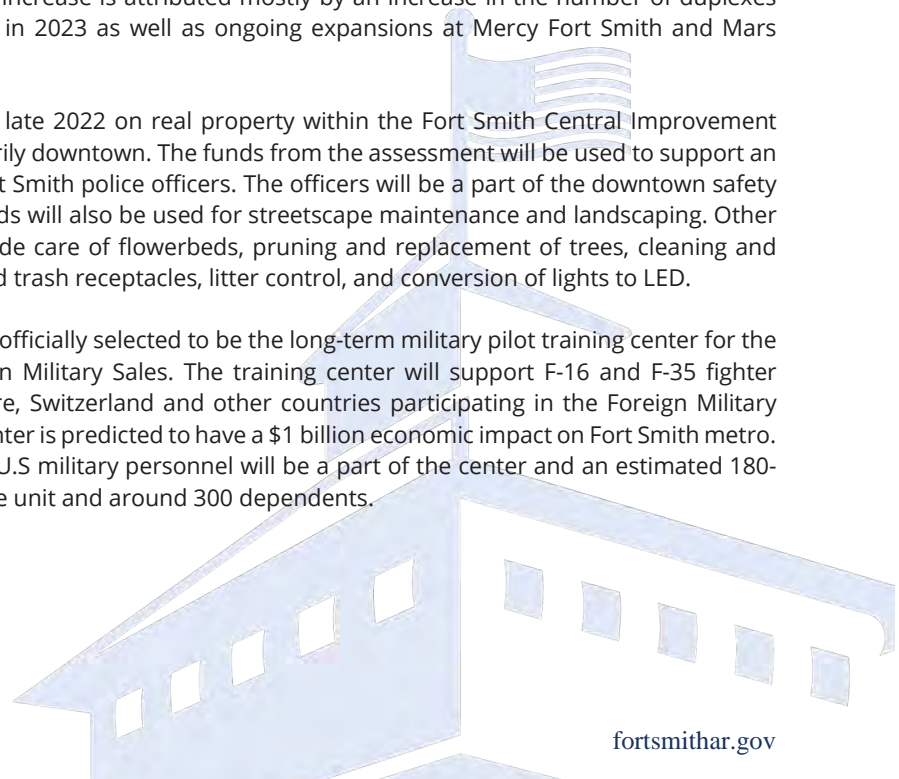 increase is attributed mostly by an increase in the number of duplexes
in 2023 as well as ongoing expansions at Mercy Fort Smith and Mars
late 2022 on real property within the Fort Smith Central Improvement
rily downtown. The funds from the assessment will be used to support an
t Smith police officers. The officers will be a part of the downtown safety
ds will also be used for streetscape maintenance and landscaping. Other
de care of flowerbeds, pruning and replacement of trees, cleaning and
d trash receptacles, litter control, and conversion of lights to LED.
officially selected to be the long-term military pilot training center for the
n Military Sales. The training center will support F-16 and F-35 fighter
re, Switzerland and other countries participating in the Foreign Military
nter is predicted to have a $1 billion economic impact on Fort Smith metro.
U.S military personnel will be a part of the center and an estimated 180-
e unit and around 300 dependents.
fortsmithar.gov